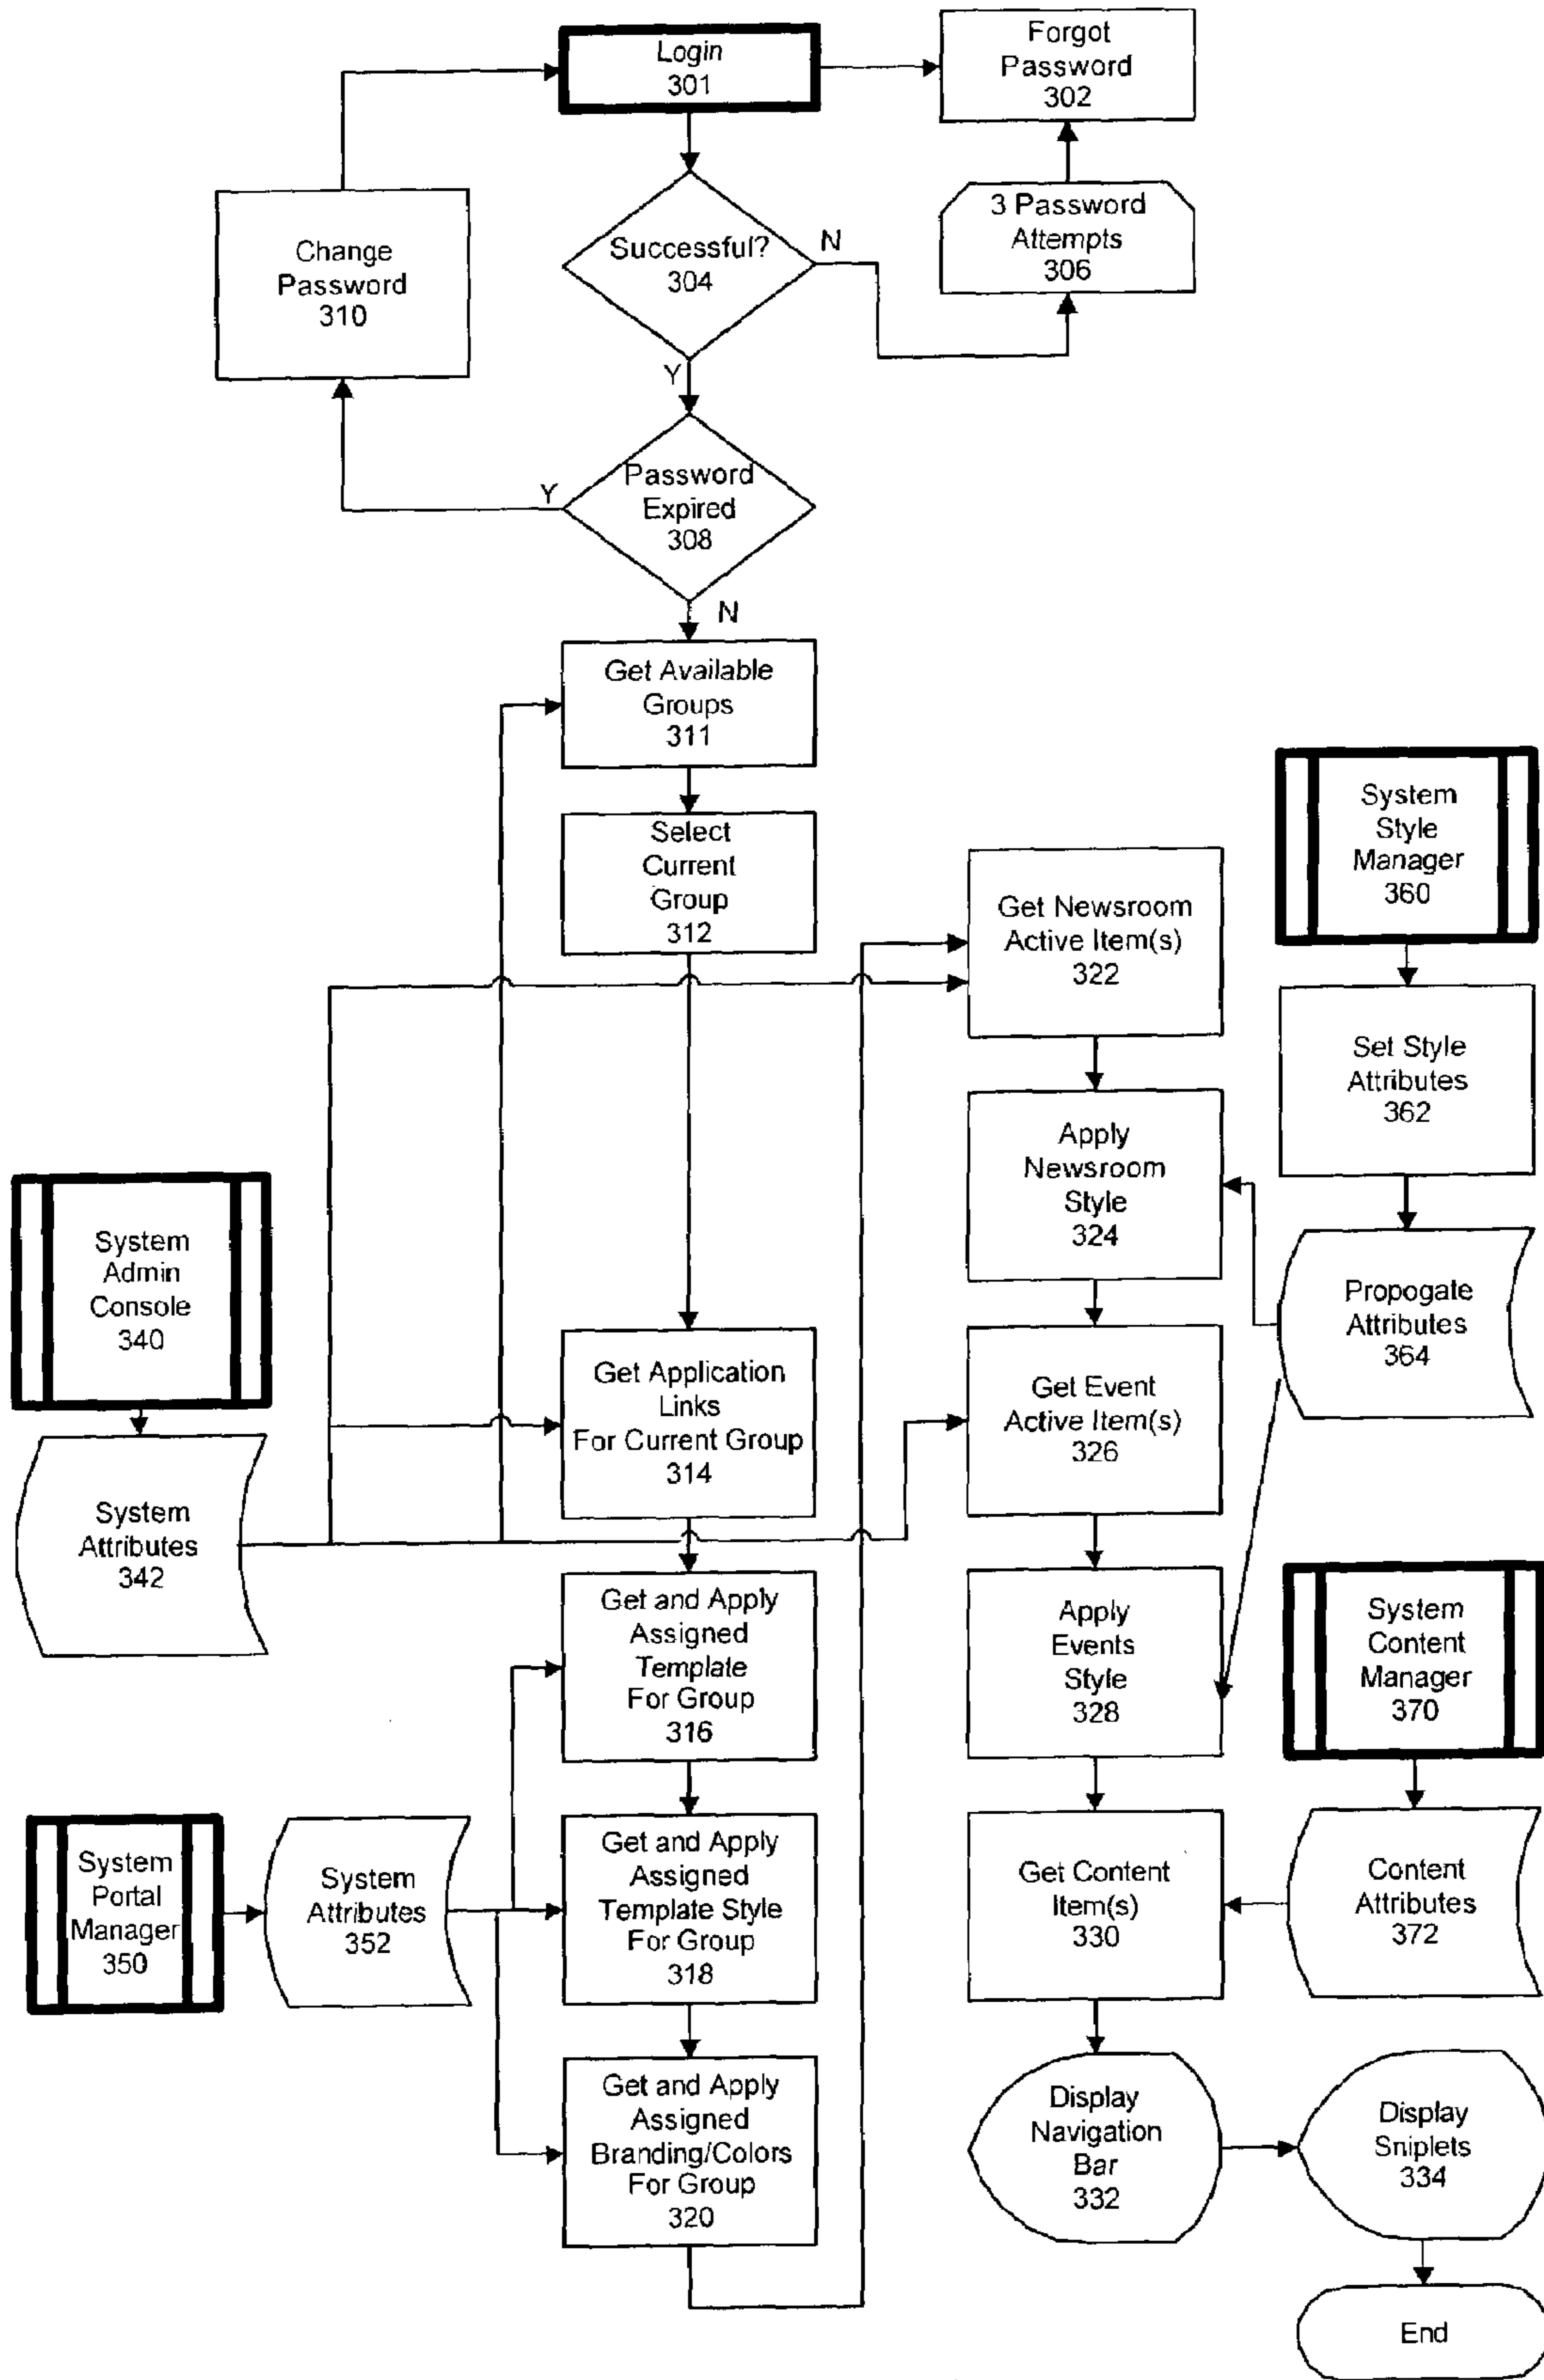 Login
301
Forgot
Password
302
3 Password
Attempts
306
Successful?
304
N
Change
Password
310
Y
Password
Expired
308
Y
N
Get Available
Groups
311
Select
Current
Group
312
System
Style
Manager
360
Get Newsroom
Active Item(s)
322
Set Style
Attributes
362
Apply
Newsroom
Style
324
System
Admin
Console
340
Propogate
Attributes
364
Get Application
Links
For Current Group
314
Get Event
Active Item(s)
326
System
Attributes
342
Get and Apply
Assigned
Template
For Group
316
Apply
Events
Style
328
System
Content
Manager
370
System
Portal
Manager
350
System
Attributes
352
Get and Apply
Assigned
Template Style
For Group
318
Get Content
Item(s)
330
Content
Attributes
372
Get and Apply
Assigned
Branding/Colors
For Group
320
Display
Navigation
Bar
332
Display
Sniplets
334
End